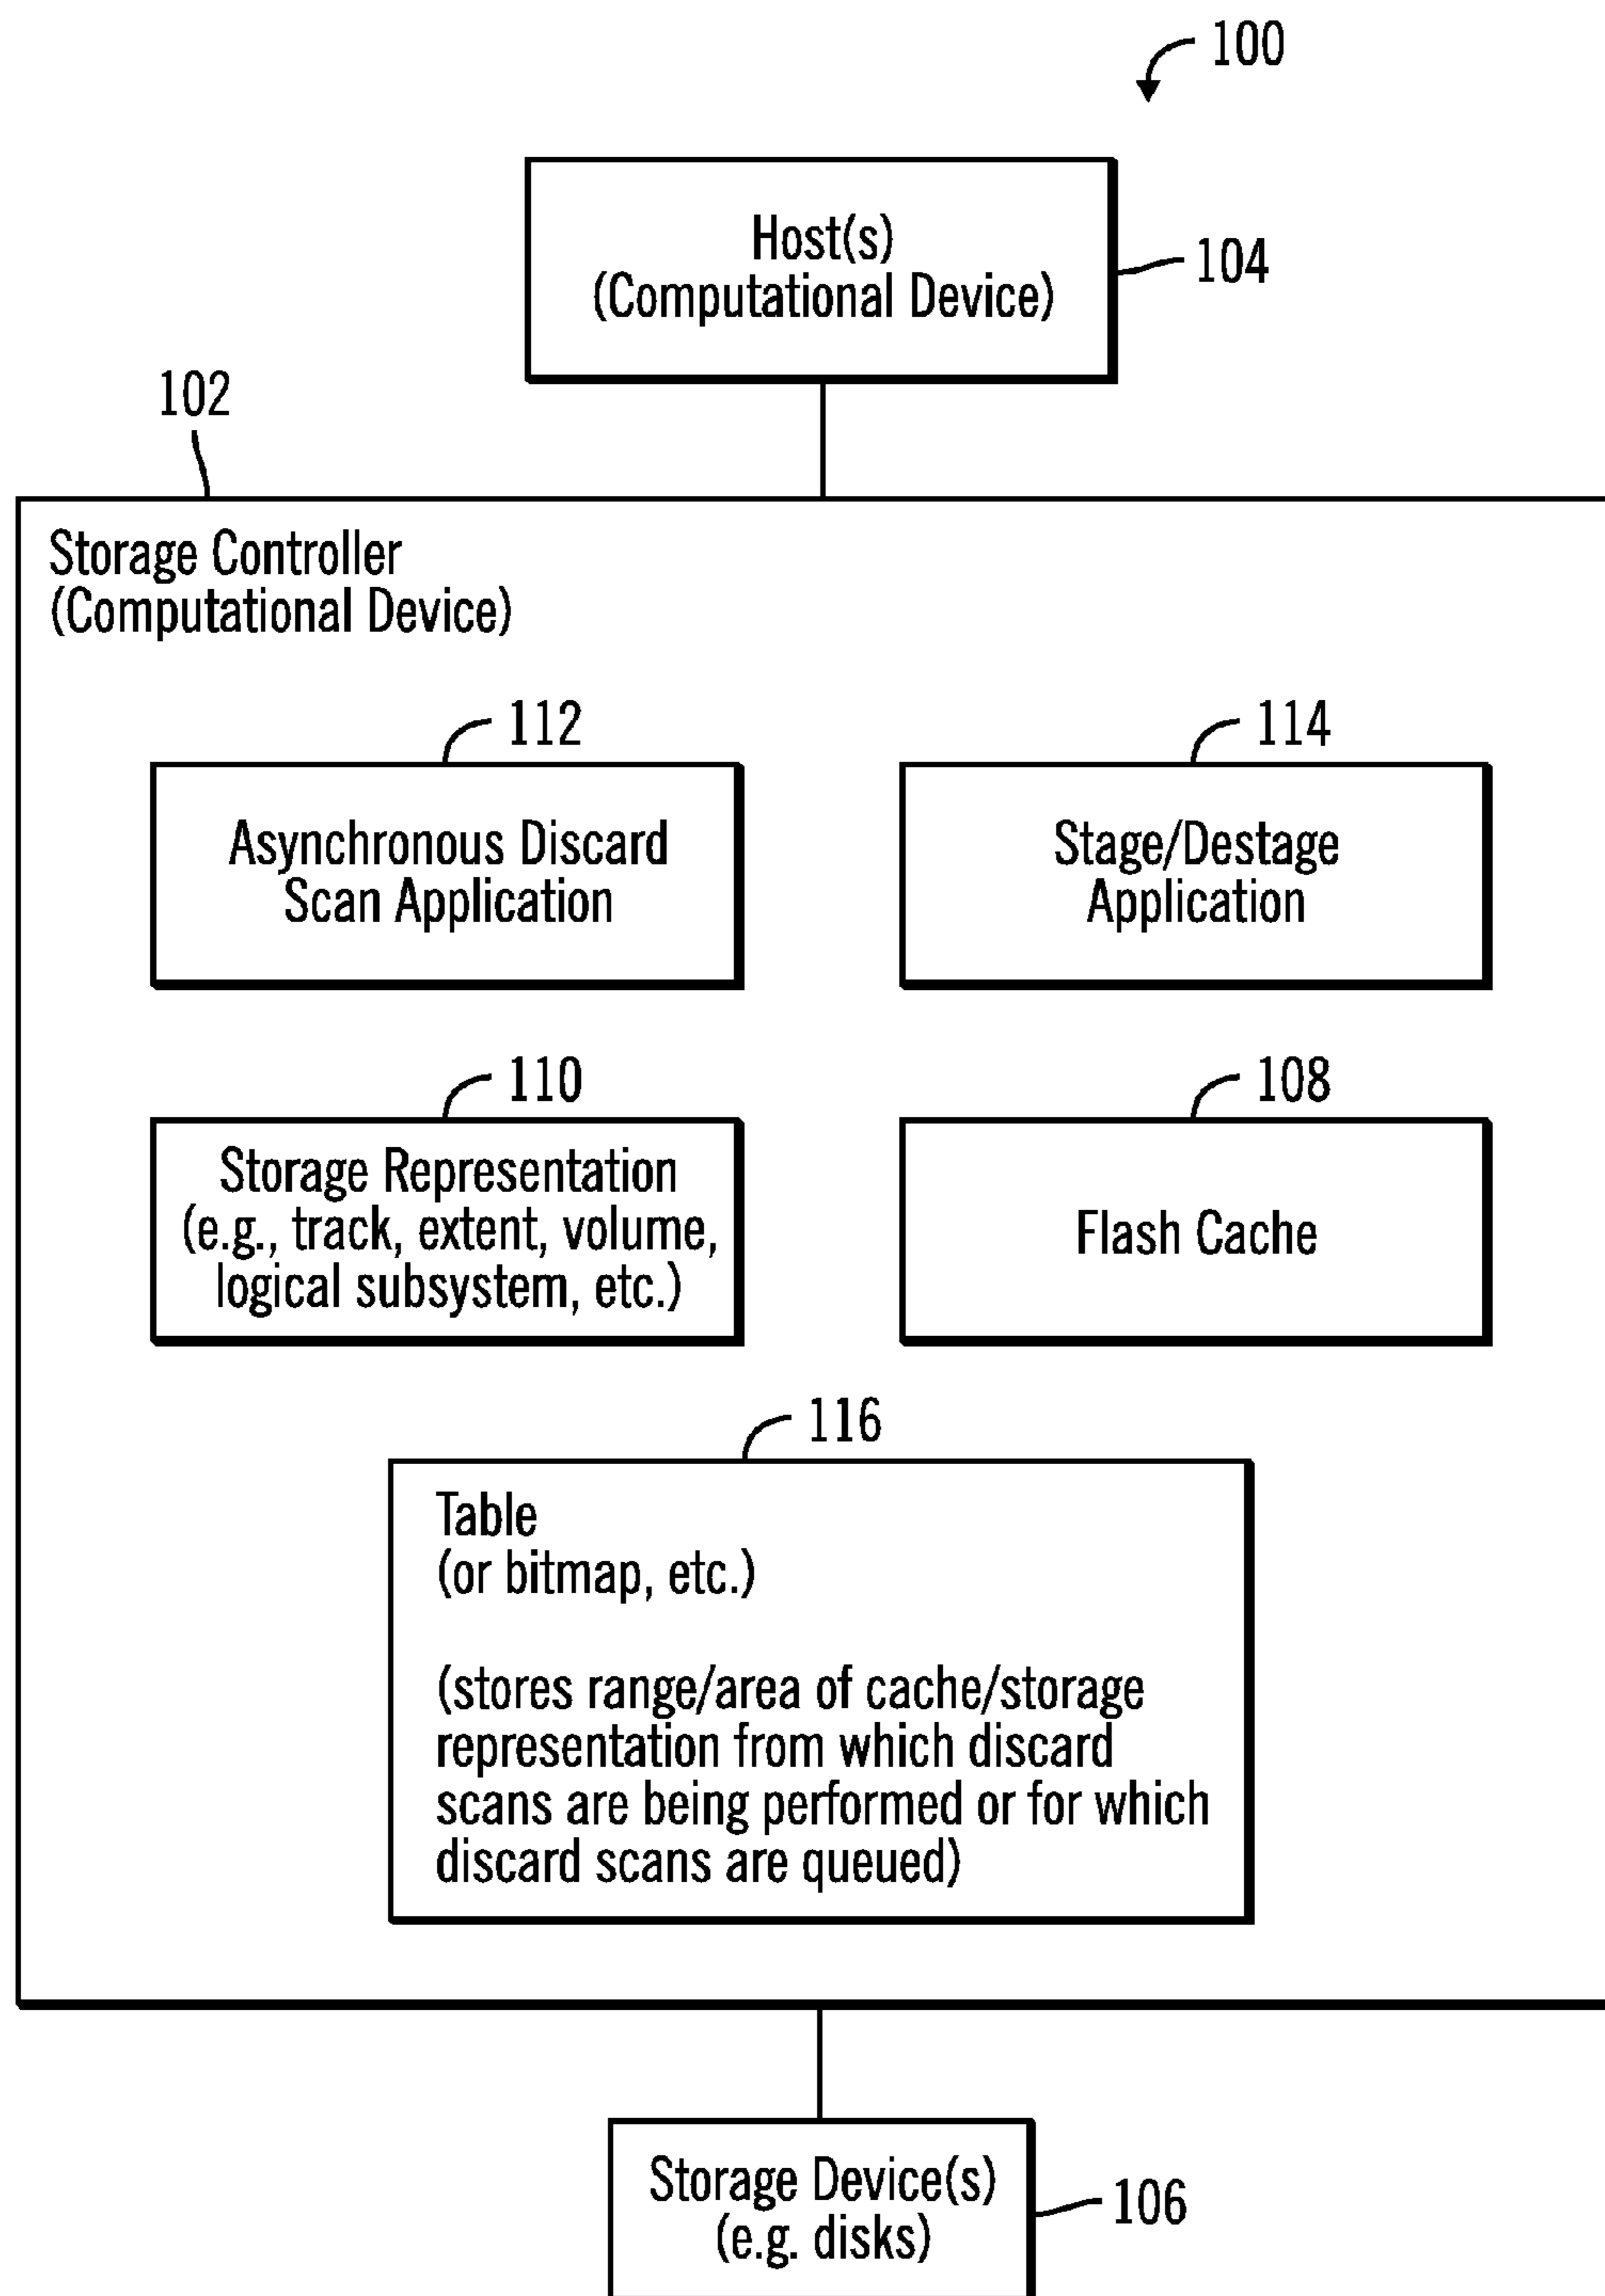 100
Host(s)
(Computational Device)
104
102
Storage Controller
(Computational Device)
112
114
Asynchronous Discard
Scan Application
Stage/Destage
Application
110
108
Storage Representation
(e.g., track, extent, volume,
logical subsystem, etc.)
Flash Cache
116
Table
(or bitmap, etc.)
(stores range/area of cache/storage
representation from which discard
scans are being performed or for which
discard scans are queued)
Storage Device(s)
(e.g. disks)
106